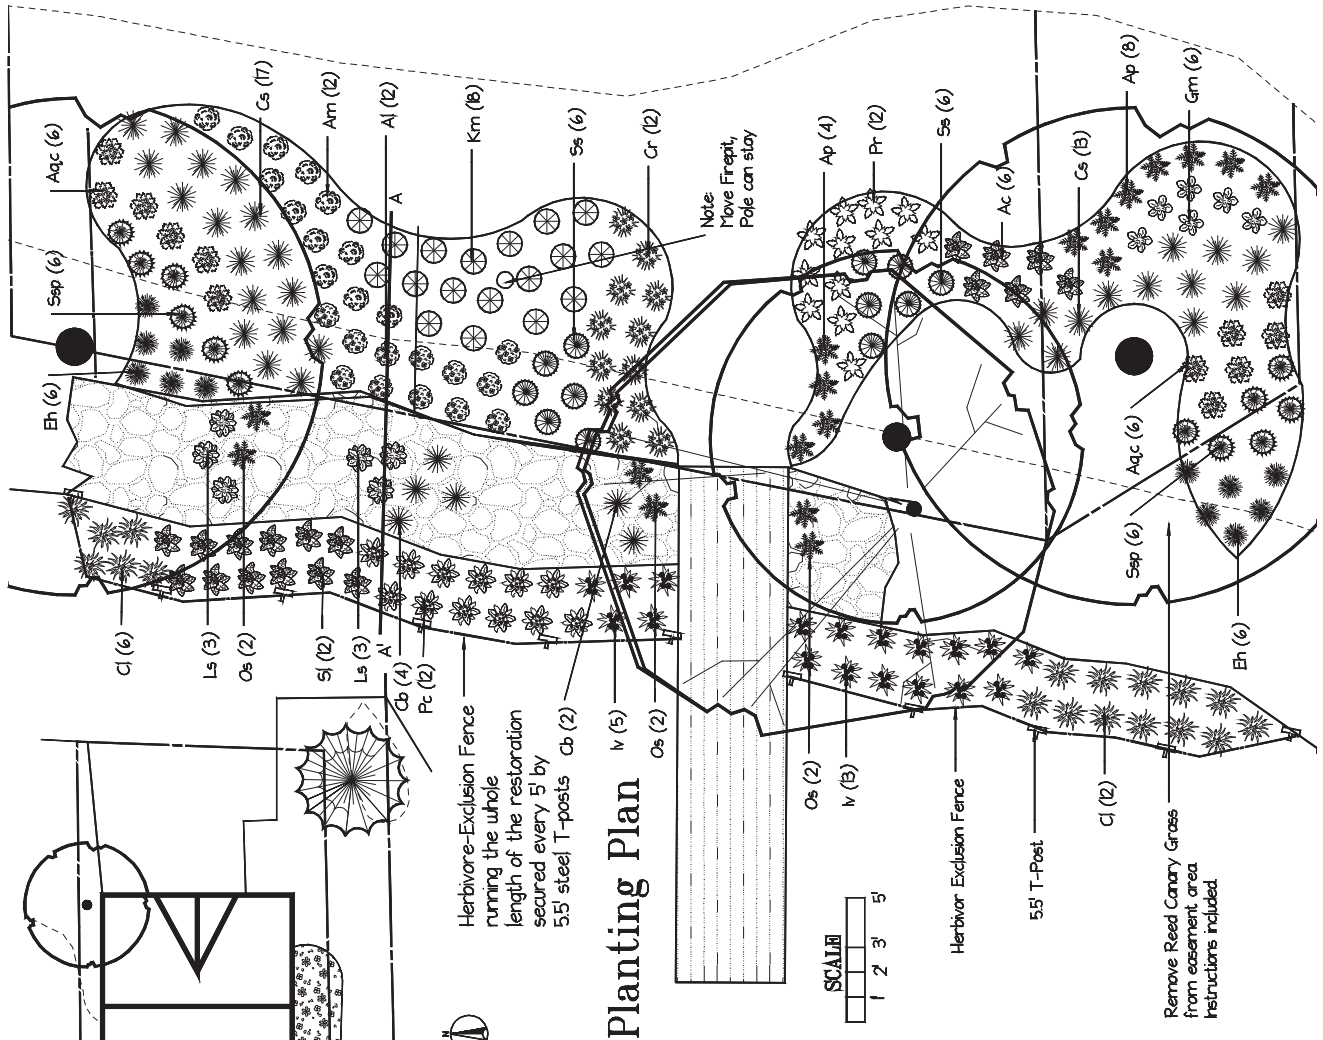 Aqc (6)
Ssp (6)
Eh (6)
Cs (17)
Am (12)
Al (12)
A
Km (18)
Ss (6)
Cr (12)
Note:
Move Firepit,
Pole can stay
Ap (4)
Pr (12)
Ss (6)
Ac (6)
Cs (13)
Ap (8)
Gm (6)
Aqc (6)
Ssp (6)
Eh (6)
Cl (6)
Ls (3)
Os (2)
Sl (12)
Ls (3)
A'
Cb (4)
Pc (12)
Herbivore-Exclusion Fence
running the whole
length of the restoration
secured every 5' by
5.5' steel T-posts
Cb (2)
Iv (5)
Os (2)
Planting Plan
Os (2)
Iv (13)
SCALE
1' 2' 3' 5'
Herbivor Exclusion Fence
5.5' T-Post
Cl (12)
Remove Reed Canary Grass
from easement area
Instructions included.
N